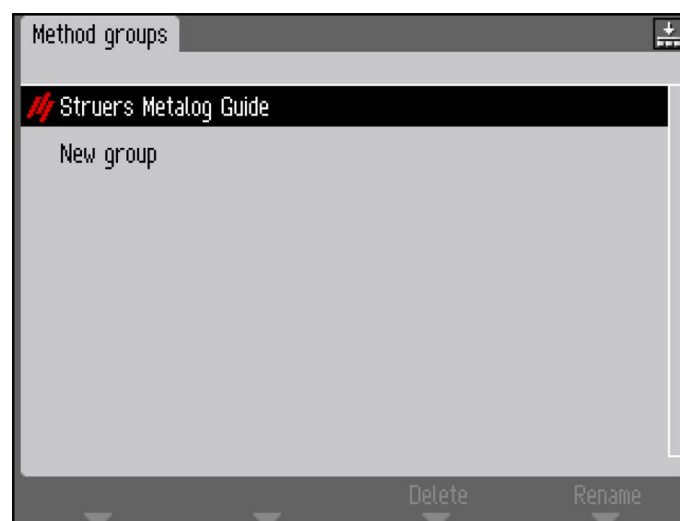 Method groups
Struers Metalog Guide
New group
Delete
Rename